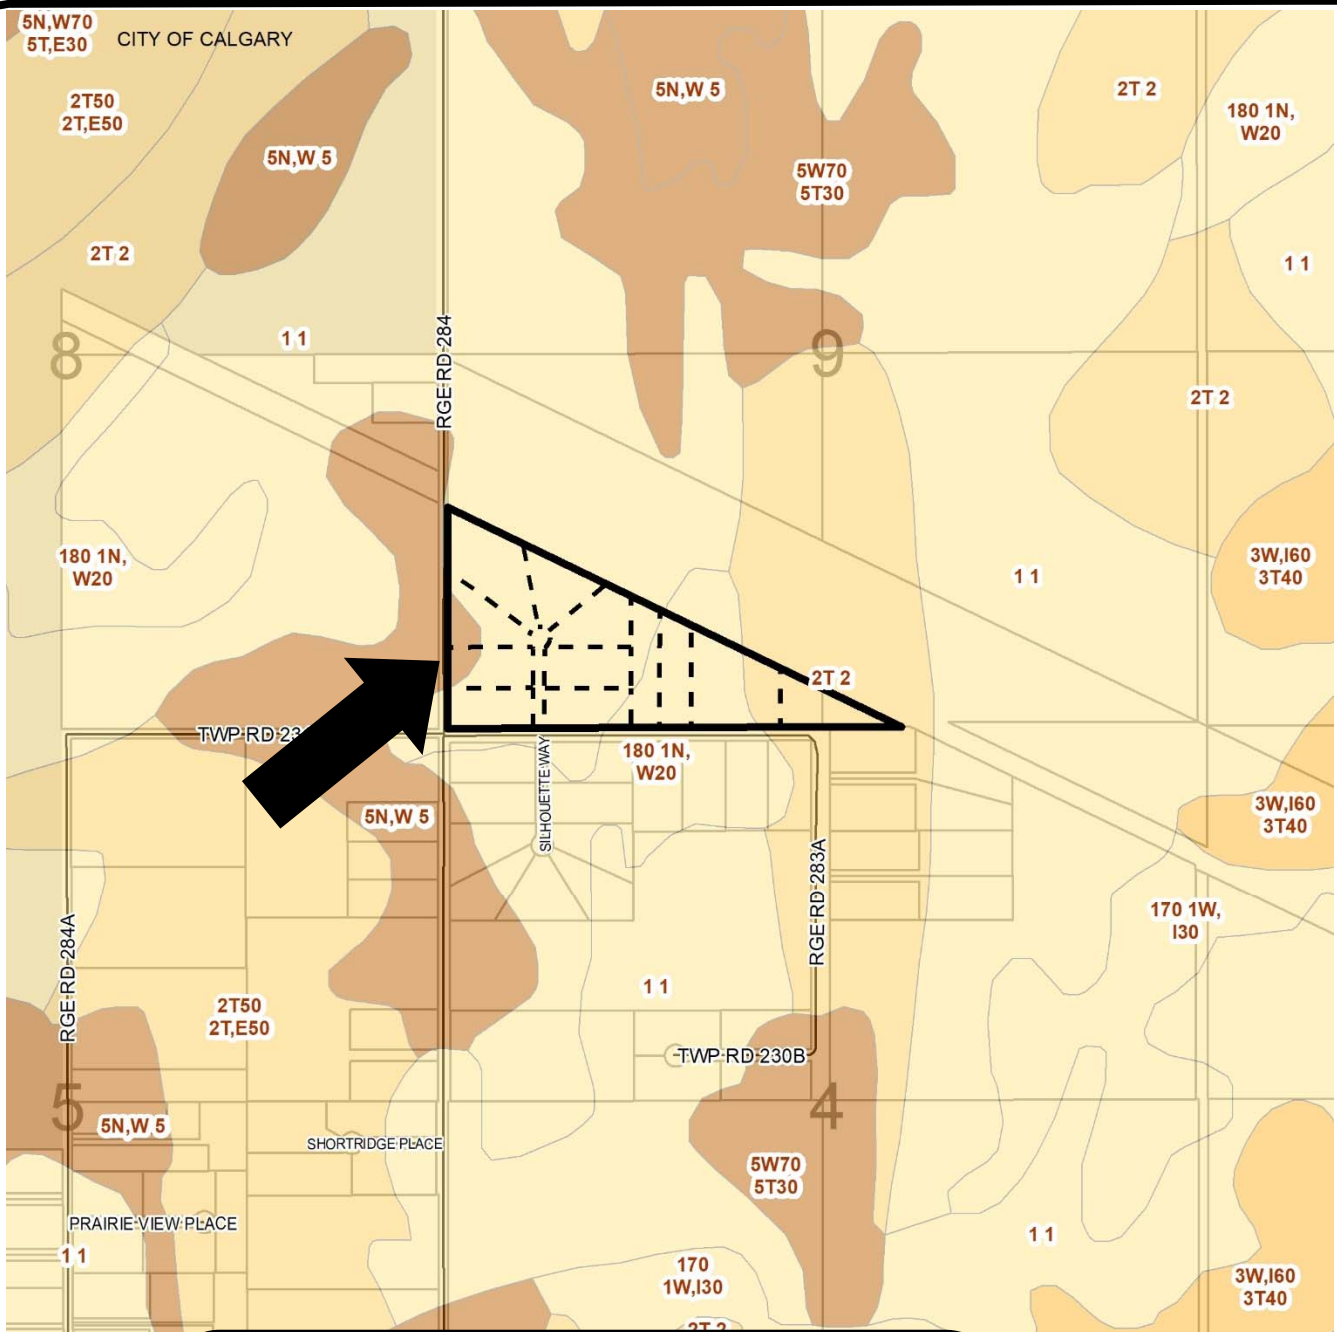 5N,W70
5T,E30
CITY OF CALGARY
2T50
2T,E50
5N,W 5
5N,W 5
2T 2
180 1N,
W20
5W70
5T30
2T 2
1 1
1 1
8
RGE RD 284
9
2T 2
180 1N,
W20
1 1
3W,I60
3T40
2T 2
TWP RD 23
180 1N,
W20
SILHOUETTE WAY
5N,W 5
3W,I60
3T40
RGE RD 283A
170 1W,
I30
RGE RD 284A
1 1
2T50
2T,E50
TWP RD 230B
5
5N,W 5
4
SHORTRIDGE PLACE
5W70
5T30
PRAIRIE VIEW PLACE
1 1
1 1
170
1W,I30
3W,I60
3T40
2T 2